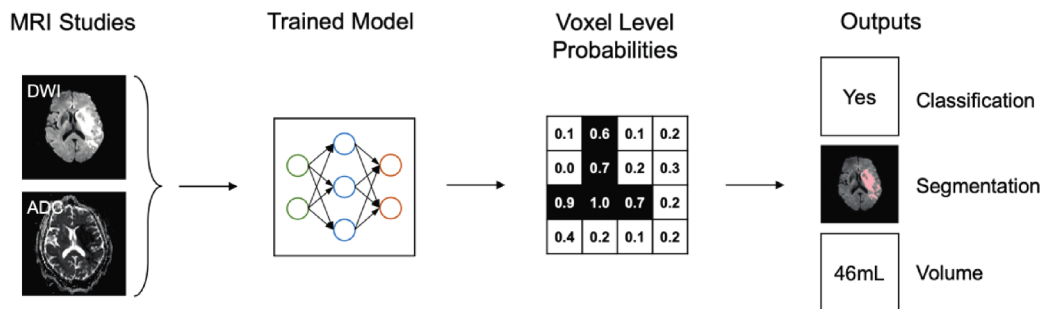 MRI Studies
Trained Model
Voxel Level
Probabilities
Outputs
DWI
ADC
0.1 0.6 0.1 0.2
0.0 0.7 0.2 0.3
0.9 1.0 0.7 0.2
0.4 0.2 0.1 0.2
Yes
Classification
Segmentation
46mL
Volume